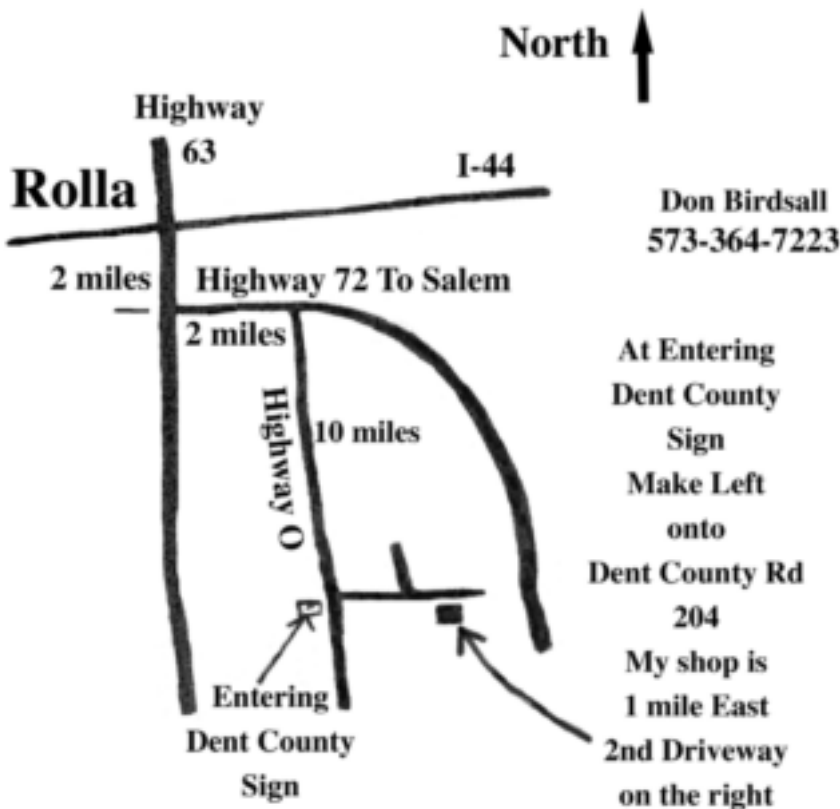 North
Highway
63
I-44
Rolla
Don Birdsall
573-364-7223
2 miles
Highway 72 To Salem
2 miles
Highway O
10 miles
At Entering
Dent County
Sign
Make Left
onto
Dent County Rd
204
My shop is
1 mile East
2nd Driveway
on the right
Entering
Dent County
Sign